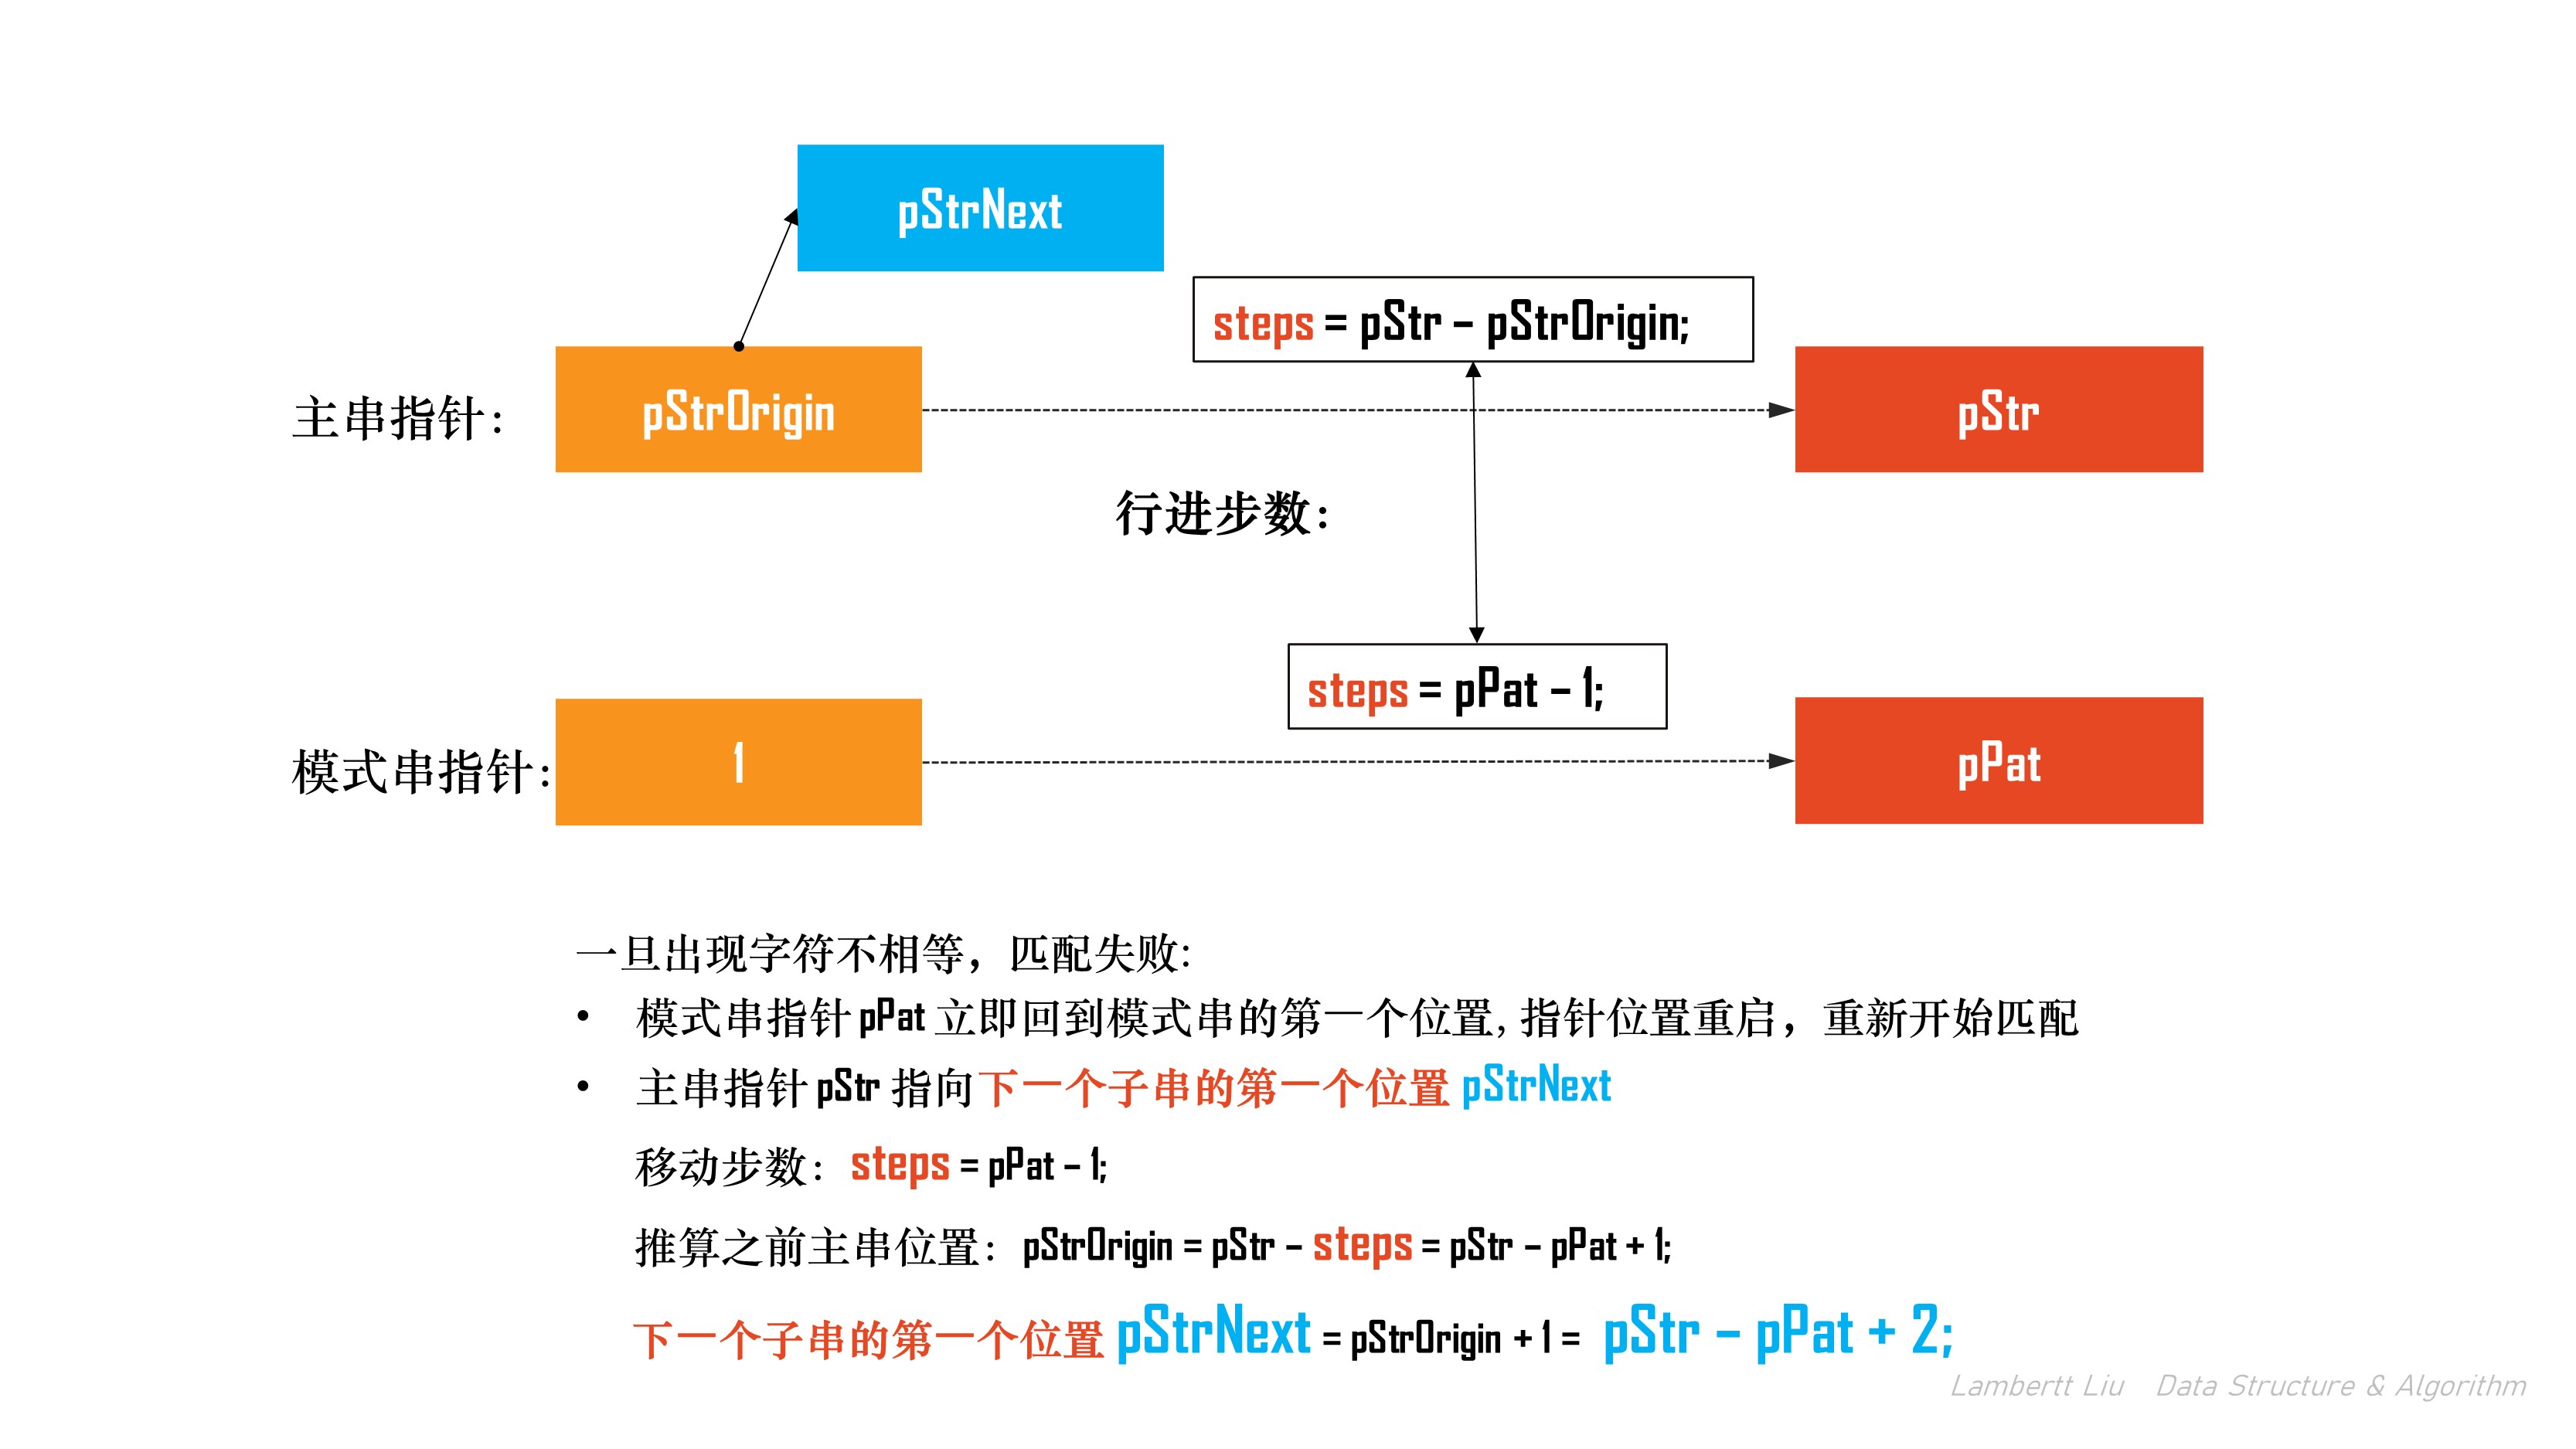 pStrNext
steps = pStr – pStrOrigin;
主串指针：
pStrOrigin
pStr
行进步数：
steps = pPat – 1;
模式串指针：
1
pPat
一旦出现字符不相等，匹配失败：
• 模式串指针 pPat 立即回到模式串的第一个位置, 指针位置重启，重新开始匹配
• 主串指针 pStr 指向下一个子串的第一个位置 pStrNext
移动步数：steps = pPat – 1;
推算之前主串位置：pStrOrigin = pStr – steps = pStr – pPat + 1;
下一个子串的第一个位置 pStrNext = pStrOrigin + 1 = pStr – pPat + 2;
Lambertt Liu Data Structure & Algorithm